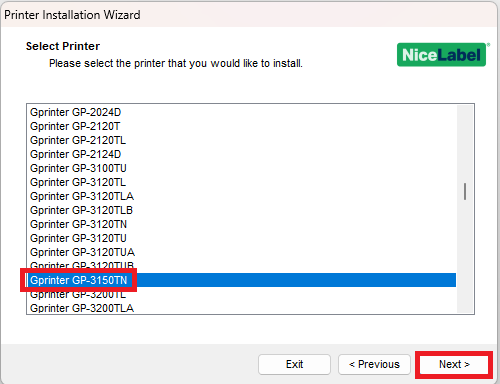 Printer Installation Wizard
Select Printer
Please select the printer that you would like to install.
NiceLabel
Gprinter GP-2024D
Gprinter GP-2120T
Gprinter GP-2120TL
Gprinter GP-2124D
Gprinter GP-3100TU
Gprinter GP-3120TL
Gprinter GP-3120TLA
Gprinter GP-3120TLB
Gprinter GP-3120TN
Gprinter GP-3120TU
Gprinter GP-3120TUA
Gprinter GP-3120TUB
Gprinter GP-3150TN
Gprinter GP-3200TL
Gprinter GP-3200TLA
Exit
< Previous
Next >